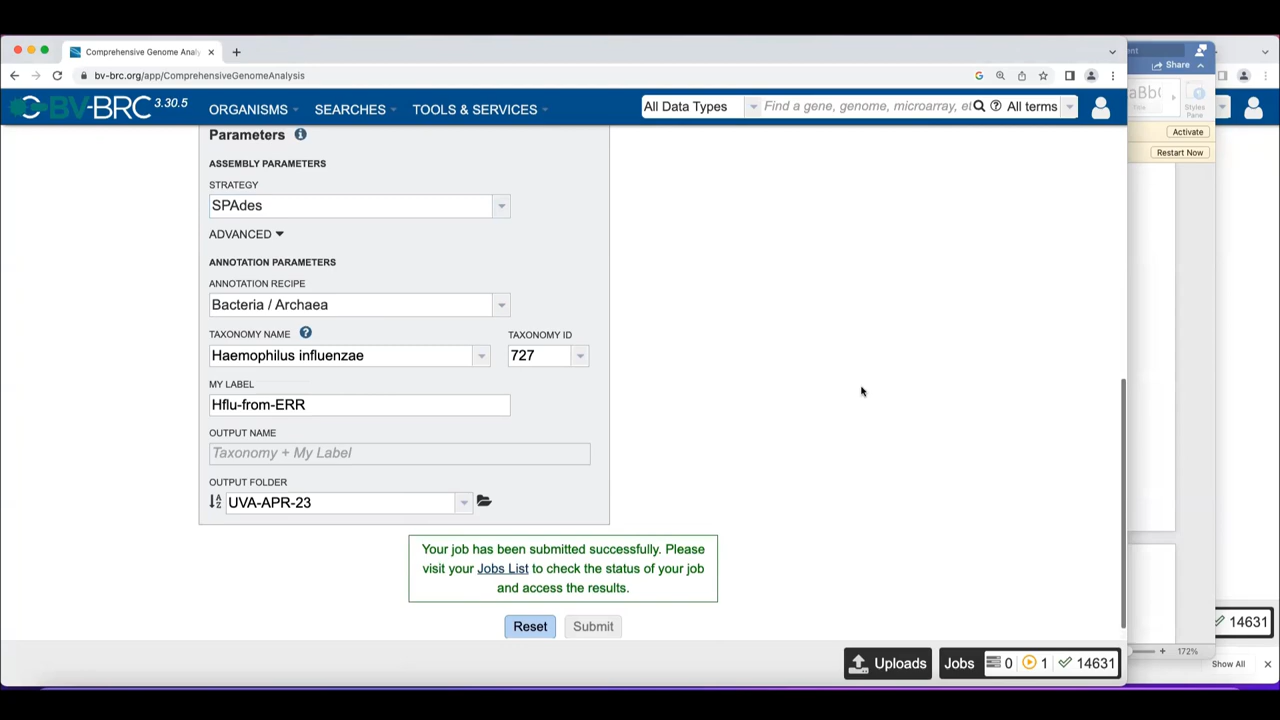 Comprehensive Genome Analy
bv-brc.org/app/ComprehensiveGenomeAnalysis
Share
BV-BRC 3.30.5
ORGANISMS
SEARCHES
TOOLS & SERVICES
All Data Types
Find a gene, genome, microarray, et
All terms
Styles
Pane
Activate
Restart Now
Parameters
ASSEMBLY PARAMETERS
STRATEGY
SPAdes
ADVANCED
ANNOTATION PARAMETERS
ANNOTATION RECIPE
Bacteria / Archaea
TAXONOMY NAME
TAXONOMY ID
Haemophilus influenzae
727
MY LABEL
Hflu-from-ERR
OUTPUT NAME
Taxonomy + My Label
OUTPUT FOLDER
UVA-APR-23
Your job has been submitted successfully. Please
visit your Jobs List to check the status of your job
and access the results.
Reset
Submit
Uploads
Jobs 0 1 14631
14631
172%
Show All